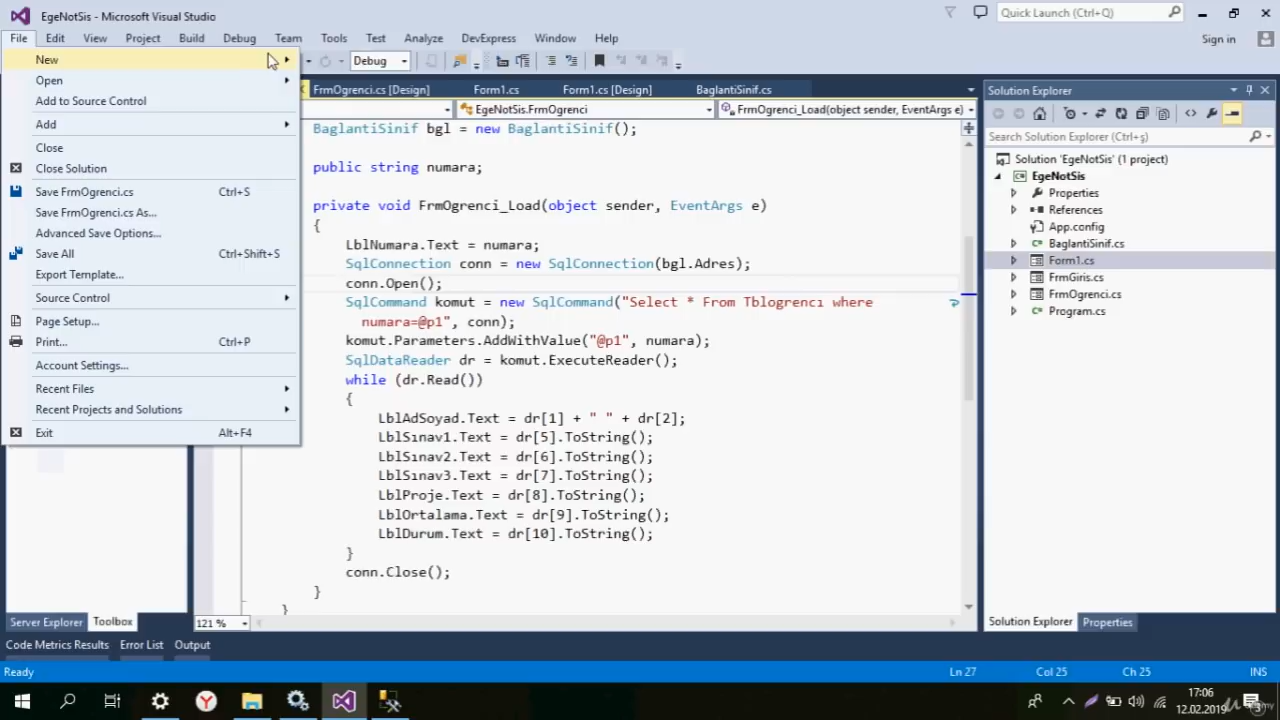 EgeNotSis - Microsoft Visual Studio
Quick Launch (Ctrl+Q)
File Edit View Project Build Debug Team Tools Test Analyze DevExpress Window Help
Sign in
Debug
New
Open
Add to Source Control
Add
Close
Close Solution
Save FrmOgrenci.cs Ctrl+S
Save FrmOgrenci.cs As...
Advanced Save Options...
Save All Ctrl+Shift+S
Export Template...
Source Control
Page Setup...
Print... Ctrl+P
Account Settings...
Recent Files
Recent Projects and Solutions
Exit Alt+F4
FrmOgrenci.cs [Design] Form1.cs Form1.cs [Design] BaglantiSinif.cs
EgeNotSis.FrmOgrenci FrmOgrenci_Load(object sender, EventArgs e)
BaglantiSinif bgl = new BaglantiSinif();
public string numara;
private void FrmOgrenci_Load(object sender, EventArgs e)
{
LblNumara.Text = numara;
SqlConnection conn = new SqlConnection(bgl.Adres);
conn.Open();
SqlCommand komut = new SqlCommand("Select * From Tblogrencı where
numara=@p1", conn);
komut.Parameters.AddWithValue("@p1", numara);
SqlDataReader dr = komut.ExecuteReader();
while (dr.Read())
{
LblAdSoyad.Text = dr[1] + " " + dr[2];
LblSınav1.Text = dr[5].ToString();
LblSınav2.Text = dr[6].ToString();
LblSınav3.Text = dr[7].ToString();
LblProje.Text = dr[8].ToString();
LblOrtalama.Text = dr[9].ToString();
LblDurum.Text = dr[10].ToString();
}
conn.Close();
}
}
121 %
Solution Explorer
Search Solution Explorer (Ctrl+ş)
Solution 'EgeNotSis' (1 project)
EgeNotSis
Properties
References
App.config
BaglantiSinif.cs
Form1.cs
FrmGiris.cs
FrmOgrenci.cs
Program.cs
Solution Explorer Properties
Server Explorer Toolbox
Code Metrics Results Error List Output
Ready Ln 27 Col 25 Ch 25 INS
17:06
12.02.2019